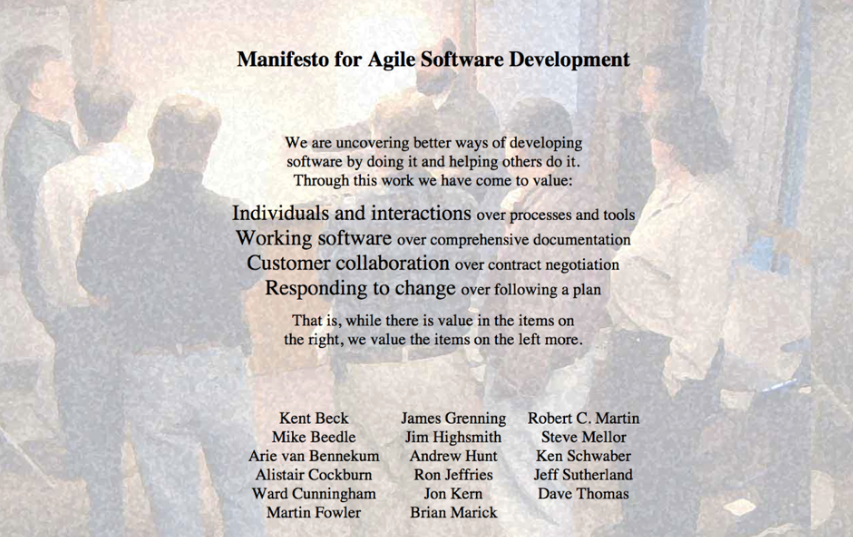 Manifesto for Agile Software Development
We are uncovering better ways of developing
software by doing it and helping others do it.
Through this work we have come to value:
Individuals and interactions over processes and tools
Working software over comprehensive documentation
Customer collaboration over contract negotiation
Responding to change over following a plan
That is, while there is value in the items on
the right, we value the items on the left more.
Kent Beck
Mike Beedle
Arie van Bennekum
Alistair Cockburn
Ward Cunningham
Martin Fowler
James Grenning
Jim Highsmith
Andrew Hunt
Ron Jeffries
Jon Kern
Brian Marick
Robert C. Martin
Steve Mellor
Ken Schwaber
Jeff Sutherland
Dave Thomas